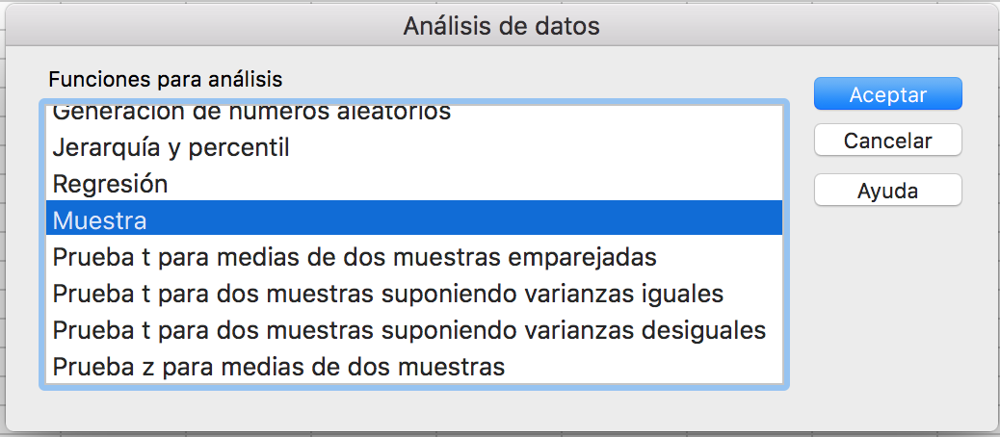 Análisis de datos
Funciones para análisis
Generación de números aleatorios
Jerarquía y percentil
Regresión
Muestra
Prueba t para medias de dos muestras emparejadas
Prueba t para dos muestras suponiendo varianzas iguales
Prueba t para dos muestras suponiendo varianzas desiguales
Prueba z para medias de dos muestras
Aceptar
Cancelar
Ayuda